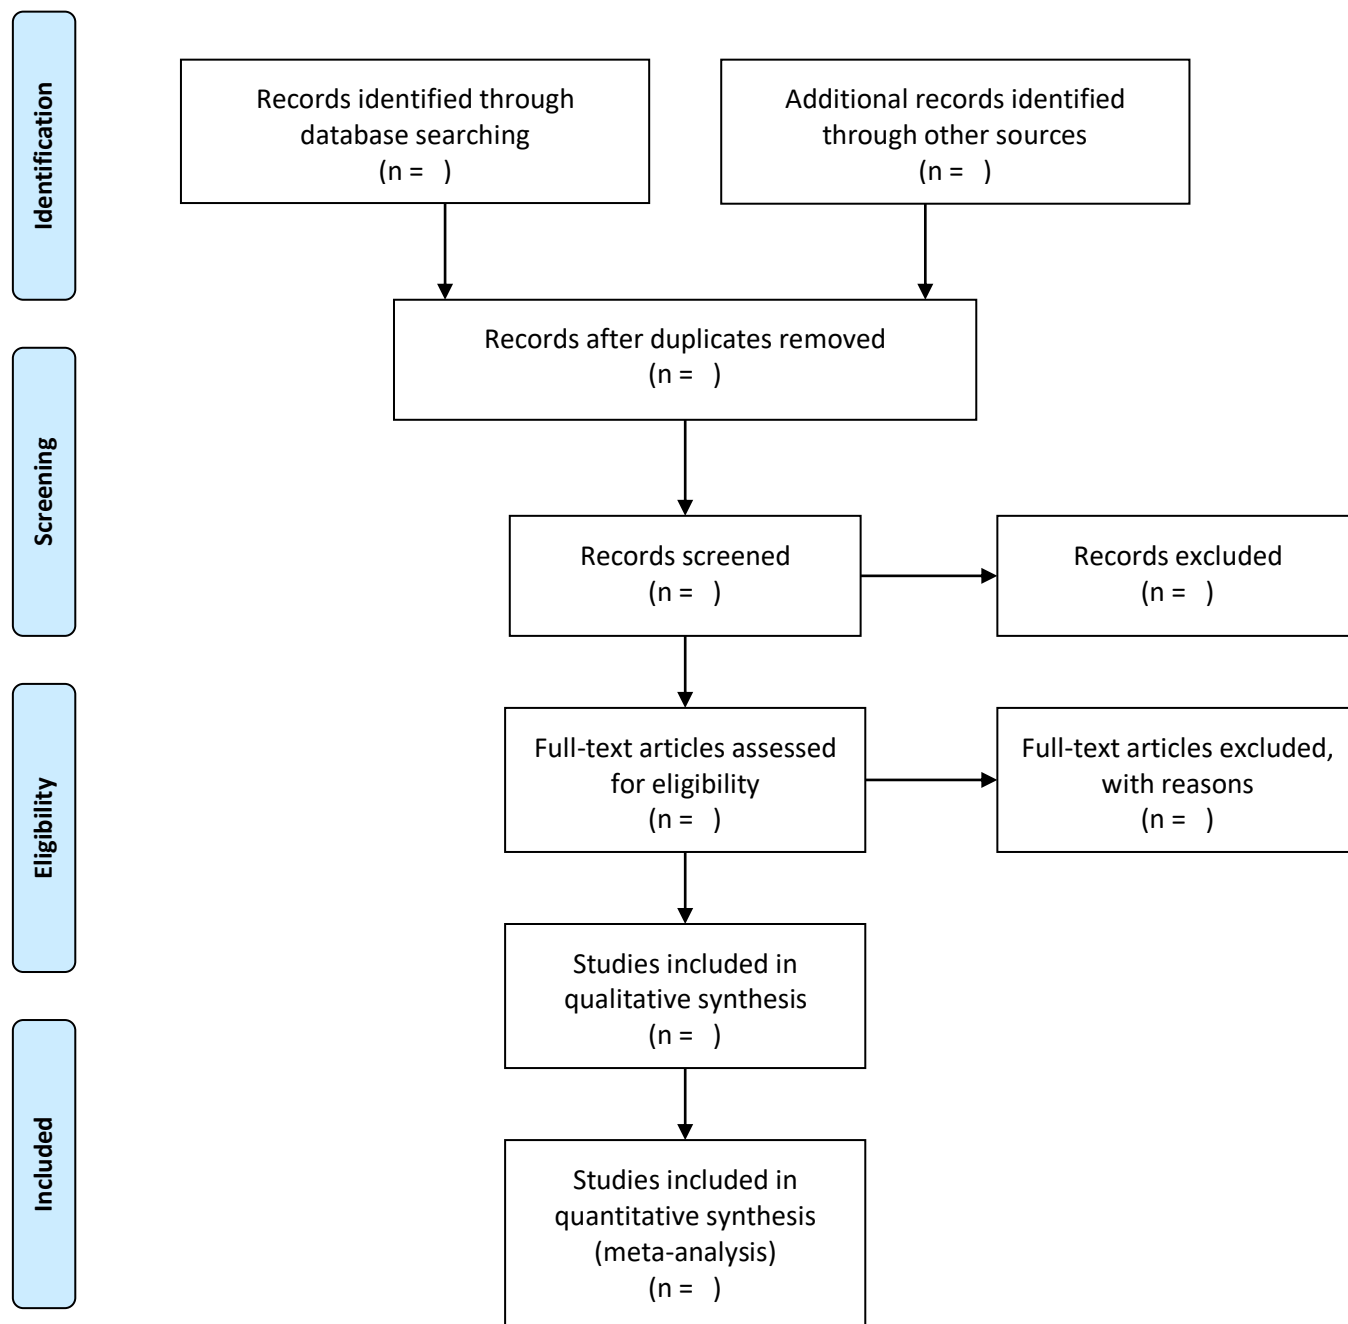 Identification
Records identified through
database searching
(n =   )
Additional records identified
through other sources
(n =   )
Records after duplicates removed
(n =   )
Screening
Records screened
(n =   )
Records excluded
(n =   )
Eligibility
Full-text articles assessed
for eligibility
(n =   )
Full-text articles excluded,
with reasons
(n =   )
Studies included in
qualitative synthesis
(n =   )
Included
Studies included in
quantitative synthesis
(meta-analysis)
(n =   )